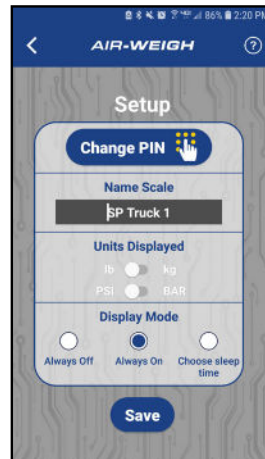 86% 2:20 PM
AIR-WEIGH
?
Setup
Change PIN
Name Scale
SP Truck 1
Units Displayed
lb kg
PSI BAR
Display Mode
Always Off Always On Choose sleep
time
Save